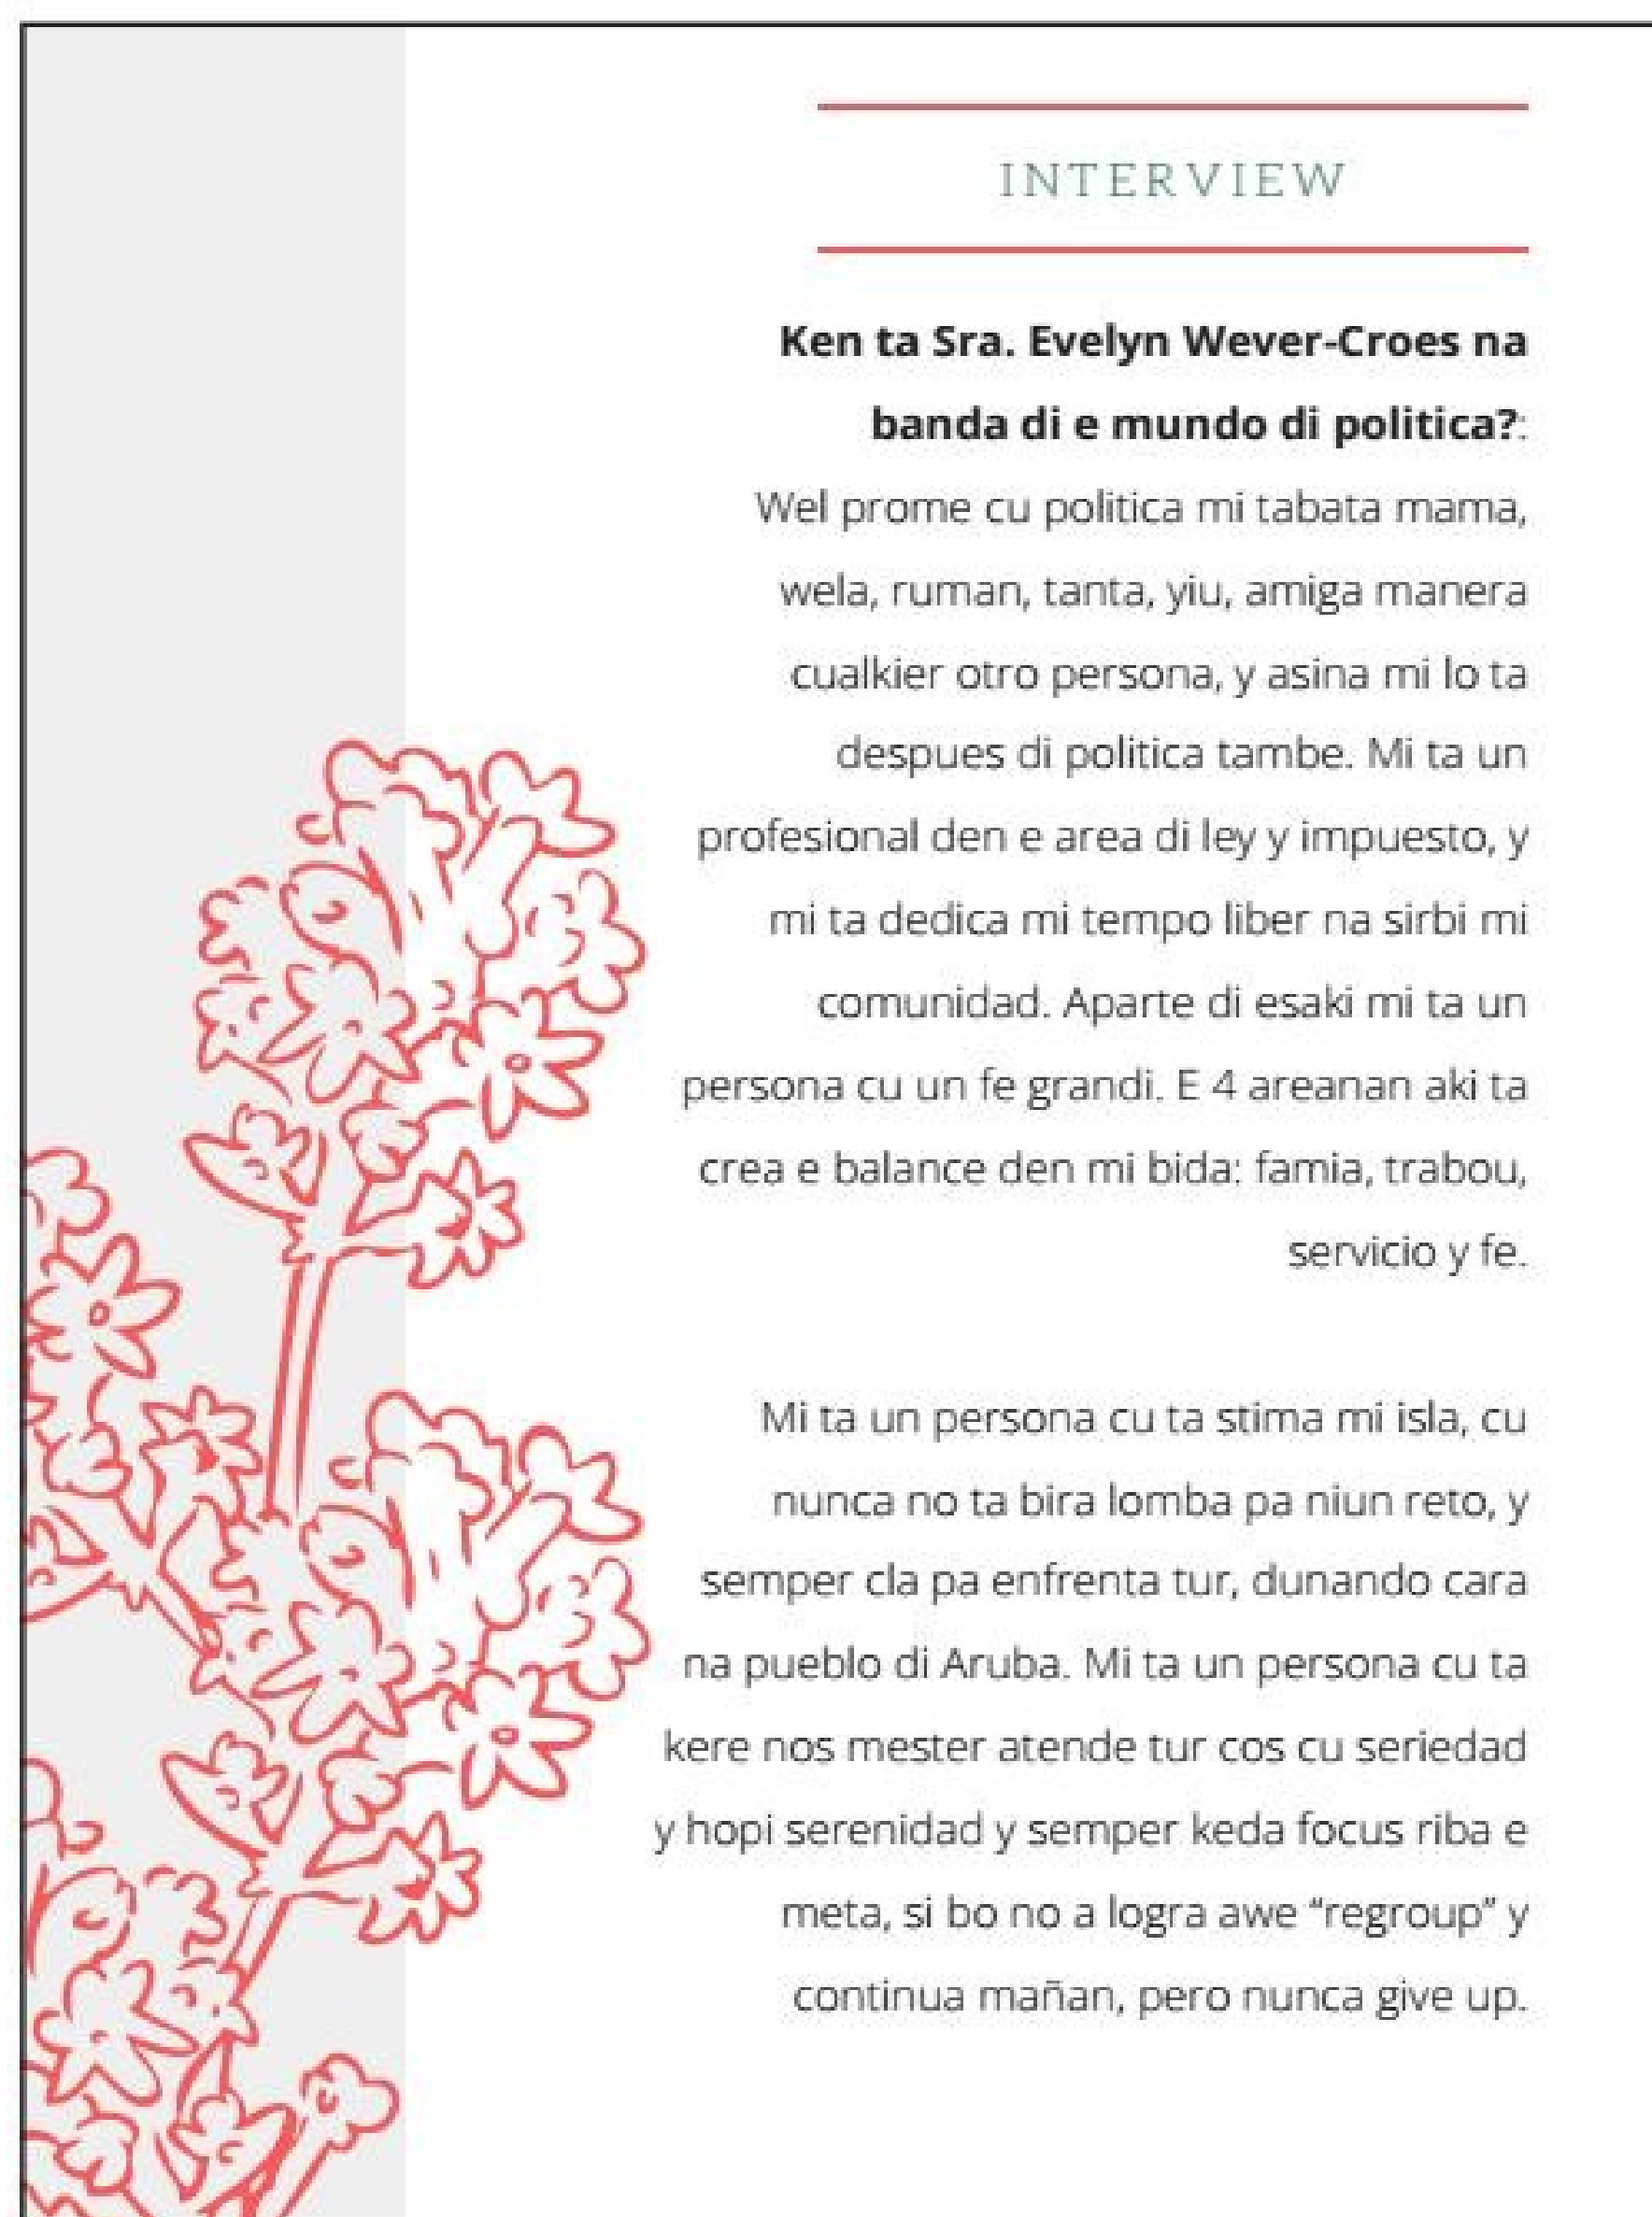 INTERVIEW
Ken ta Sra. Evelyn Wever-Croes na
banda di e mundo di politica?:
Wel prome cu politica mi tabata mama,
wela, ruman, tanta, yiu, amiga manera
cualkier otro persona, y asina mi lo ta
despues di politica tambe. Mi ta un
profesional den e area di ley y impuesto, y
mi ta dedica mi tempo liber na sirbi mi
comunidad. Aparte di esaki mi ta un
persona cu un fe grandi. E 4 areanan aki ta
crea e balance den mi bida: famia, trabou,
servicio y fe.
Mi ta un persona cu ta stima mi isla, cu
nunca no ta bira lomba pa niun reto, y
semper cla pa enfrenta tur, dunando cara
na pueblo di Aruba. Mi ta un persona cu ta
kere nos mester atende tur cos cu seriedad
y hopi serenidad y semper keda focus riba e
meta, si bo no a logra awe “regroup” y
continua mañan, pero nunca give up.